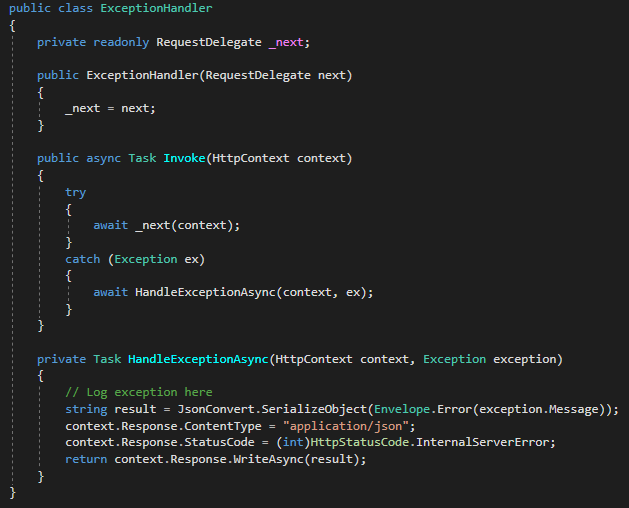 public class ExceptionHandler
{
private readonly RequestDelegate _next;
public ExceptionHandler(RequestDelegate next)
{
_next = next;
}
public async Task Invoke(HttpContext context)
{
try
{
await _next(context);
}
catch (Exception ex)
{
await HandleExceptionAsync(context, ex);
}
}
private Task HandleExceptionAsync(HttpContext context, Exception exception)
{
// Log exception here
string result = JsonConvert.SerializeObject(Envelope.Error(exception.Message));
context.Response.ContentType = "application/json";
context.Response.StatusCode = (int)HttpStatusCode.InternalServerError;
return context.Response.WriteAsync(result);
}
}